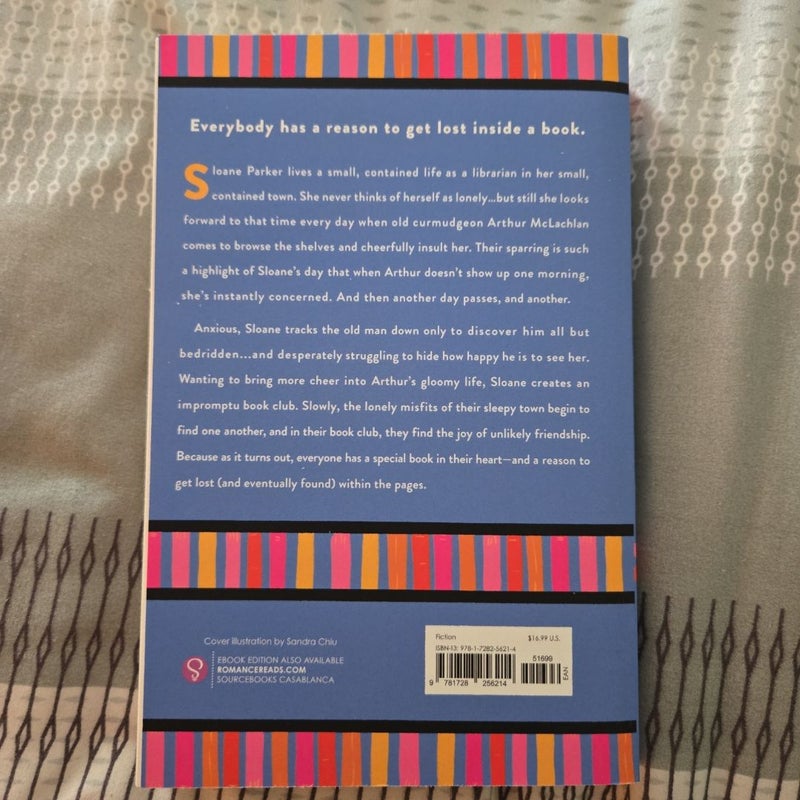 Everybody has a reason to get lost inside a book.
Sloane Parker lives a small, contained life as a librarian in her small,
contained town. She never thinks of herself as lonely...but still she looks
forward to that time every day when old curmudgeon Arthur McLachlan
comes to browse the shelves and cheerfully insult her. Their sparring is such
a highlight of Sloane's day that when Arthur doesn't show up one morning,
she's instantly concerned. And then another day passes, and another.
Anxious, Sloane tracks the old man down only to discover him all but
bedridden...and desperately struggling to hide how happy he is to see her.
Wanting to bring more cheer into Arthur's gloomy life, Sloane creates an
impromptu book club. Slowly, the lonely misfits of their sleepy town begin to
find one another, and in their book club, they find the joy of unlikely friendship.
Because as it turns out, everyone has a special book in their heart—and a reason to
get lost (and eventually found) within the pages.
Cover illustration by Sandra Chiu
EBOOK EDITION ALSO AVAILABLE
ROMANCEREADS.COM
SOURCEBOOKS CASABLANCA
Fiction $16.99 U.S.
ISBN-13: 978-1-7282-5621-4
51699
9 781728 256214
EAN